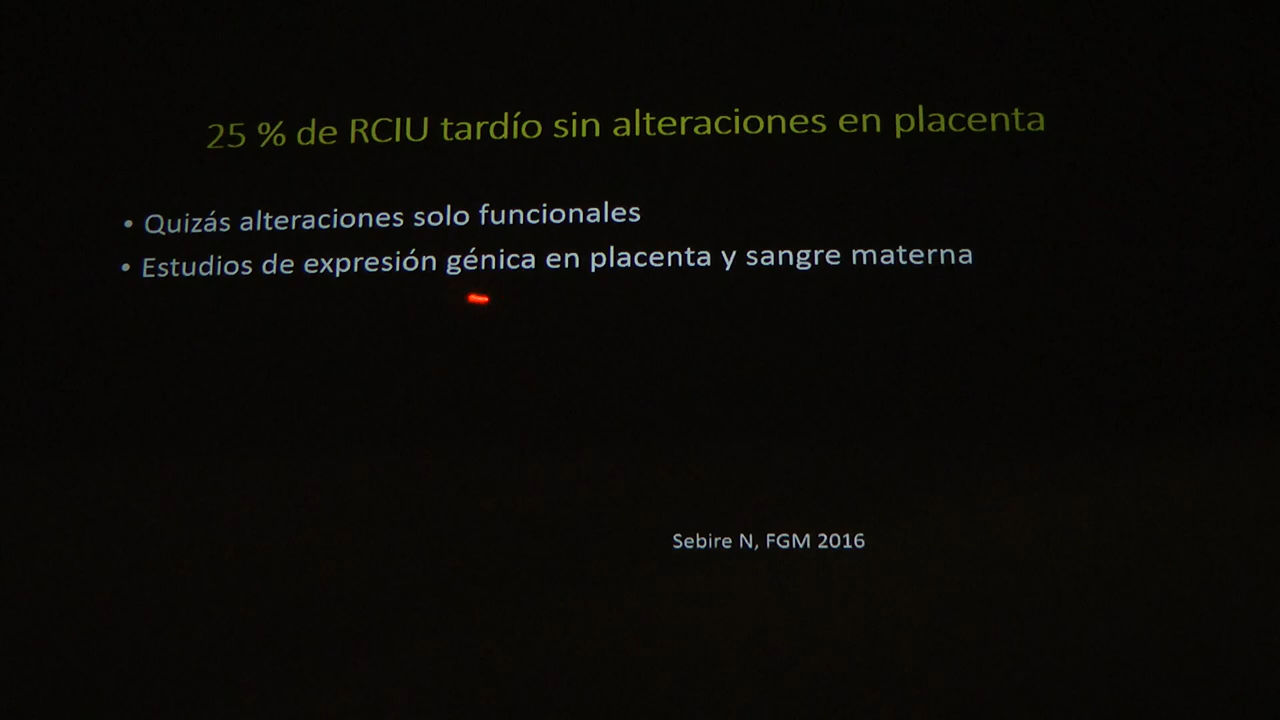 25 % de RCIU tardío sin alteraciones en placenta
• Quizás alteraciones solo funcionales
• Estudios de expresión génica en placenta y sangre materna
Sebire N, FGM 2016